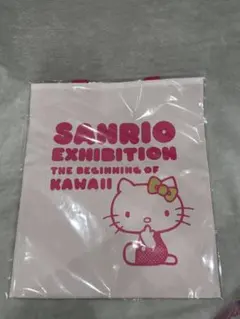 SANRIO
EXHIBITION
THE BEGINNING OF
KAWAII